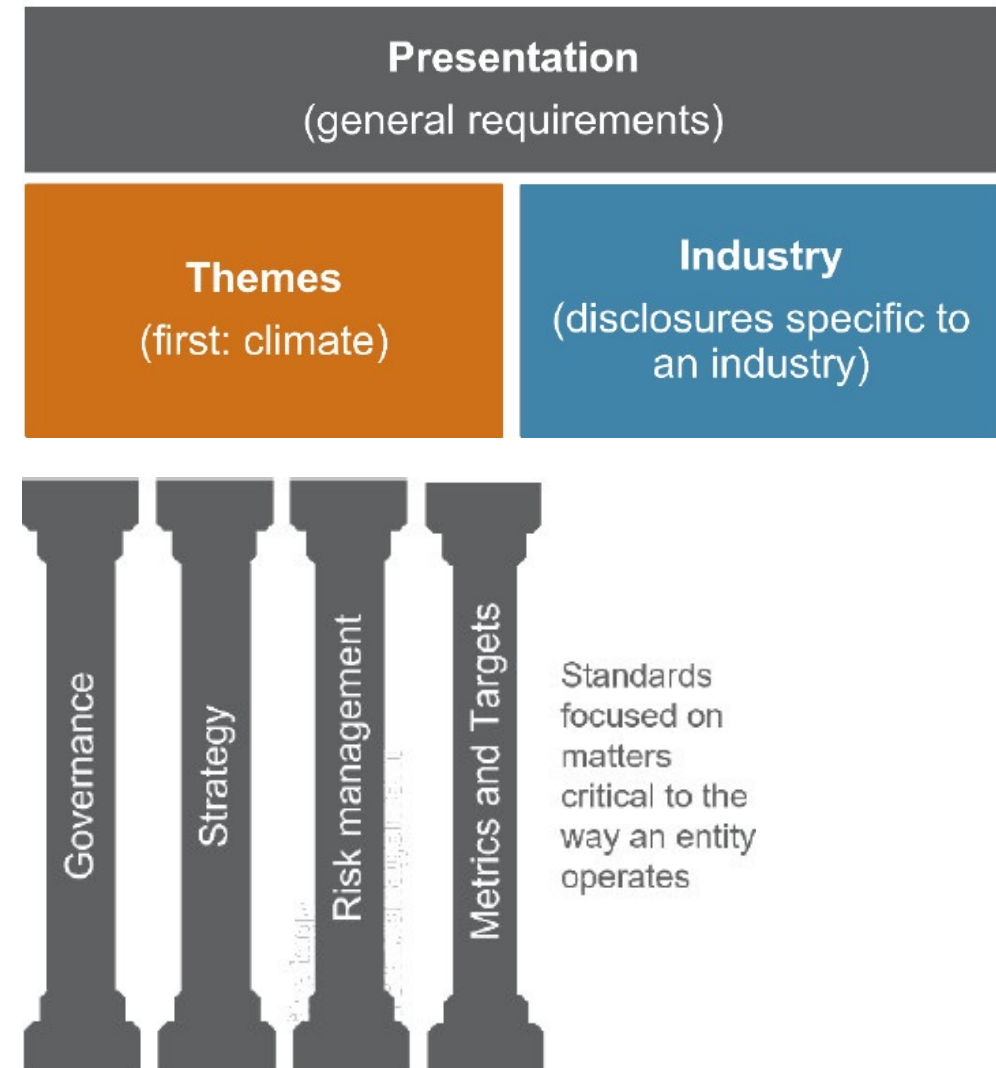 Presentation
(general requirements)
Themes
(first: climate)
Industry
(disclosures specific to
an industry)
Governance
Strategy
Risk management
Metrics and Targets
Standards
focused on
matters
critical to the
way an entity
operates